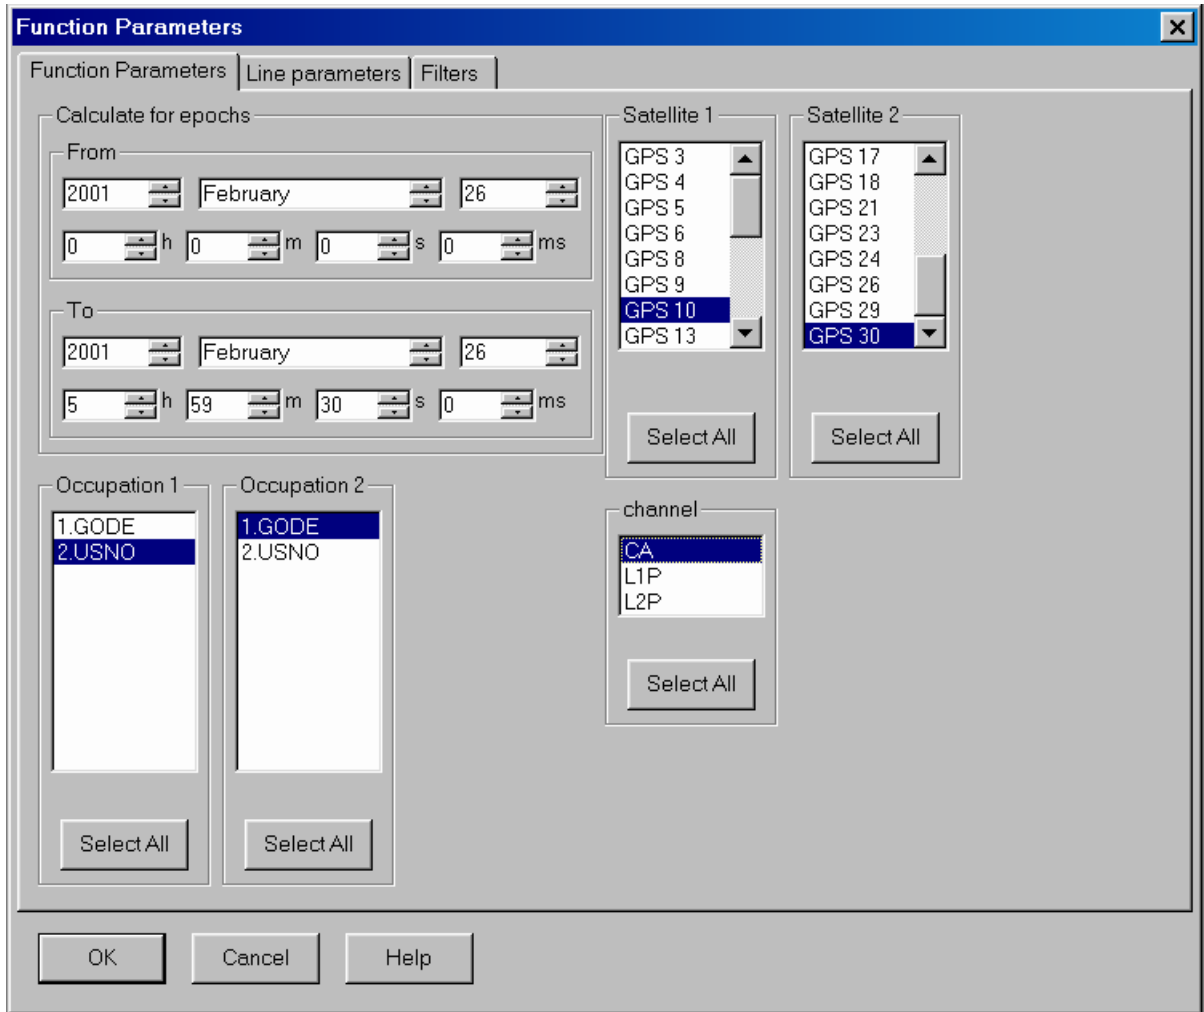 Function Parameters
Function Parameters Line parameters Filters
Calculate for epochs
From
2001 February 26
0 h 0 m 0 s 0 ms
To
2001 February 26
5 h 59 m 30 s 0 ms
Satellite 1
GPS 3
GPS 4
GPS 5
GPS 6
GPS 8
GPS 9
GPS 10
GPS 13
Select All
Satellite 2
GPS 17
GPS 18
GPS 21
GPS 23
GPS 24
GPS 26
GPS 29
GPS 30
Select All
Occupation 1
1.GODE
2.USNO
Select All
Occupation 2
1.GODE
2.USNO
Select All
channel
CA
L1P
L2P
Select All
OK Cancel Help